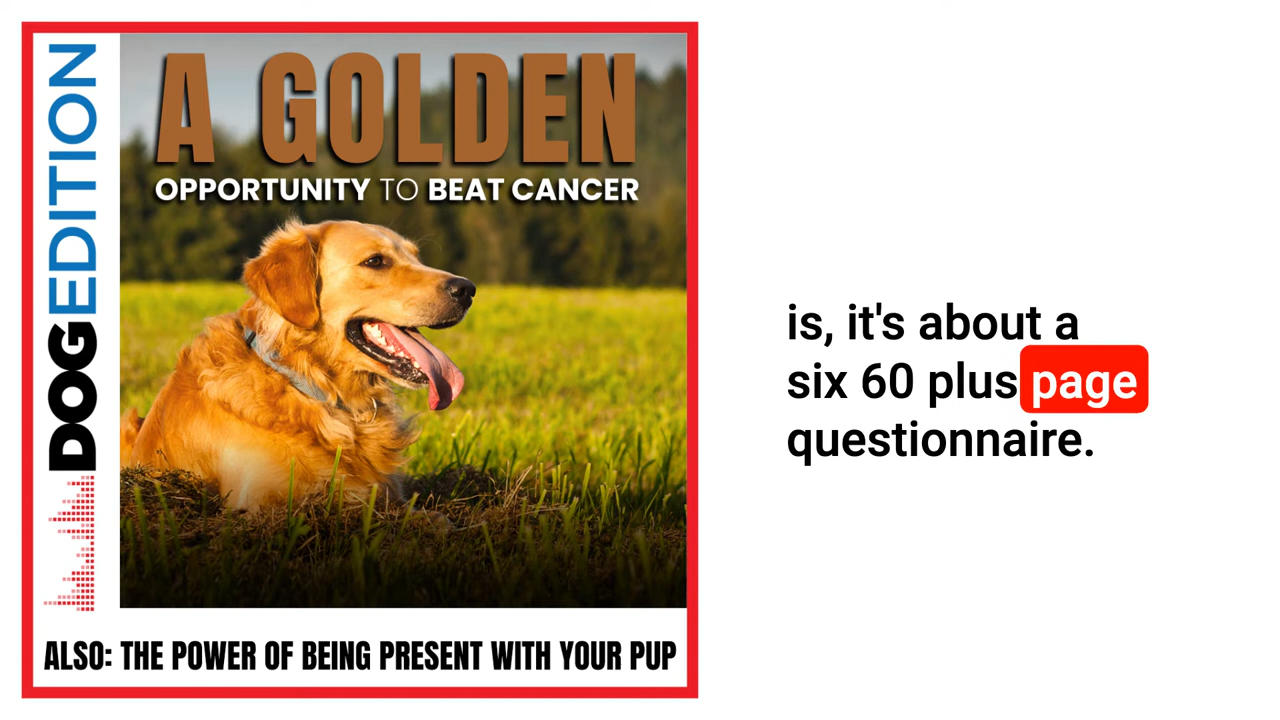 DOGEDITION
A GOLDEN
OPPORTUNITY TO BEAT CANCER
ALSO: THE POWER OF BEING PRESENT WITH YOUR PUP
is, it's about a
six 60 plus page
questionnaire.